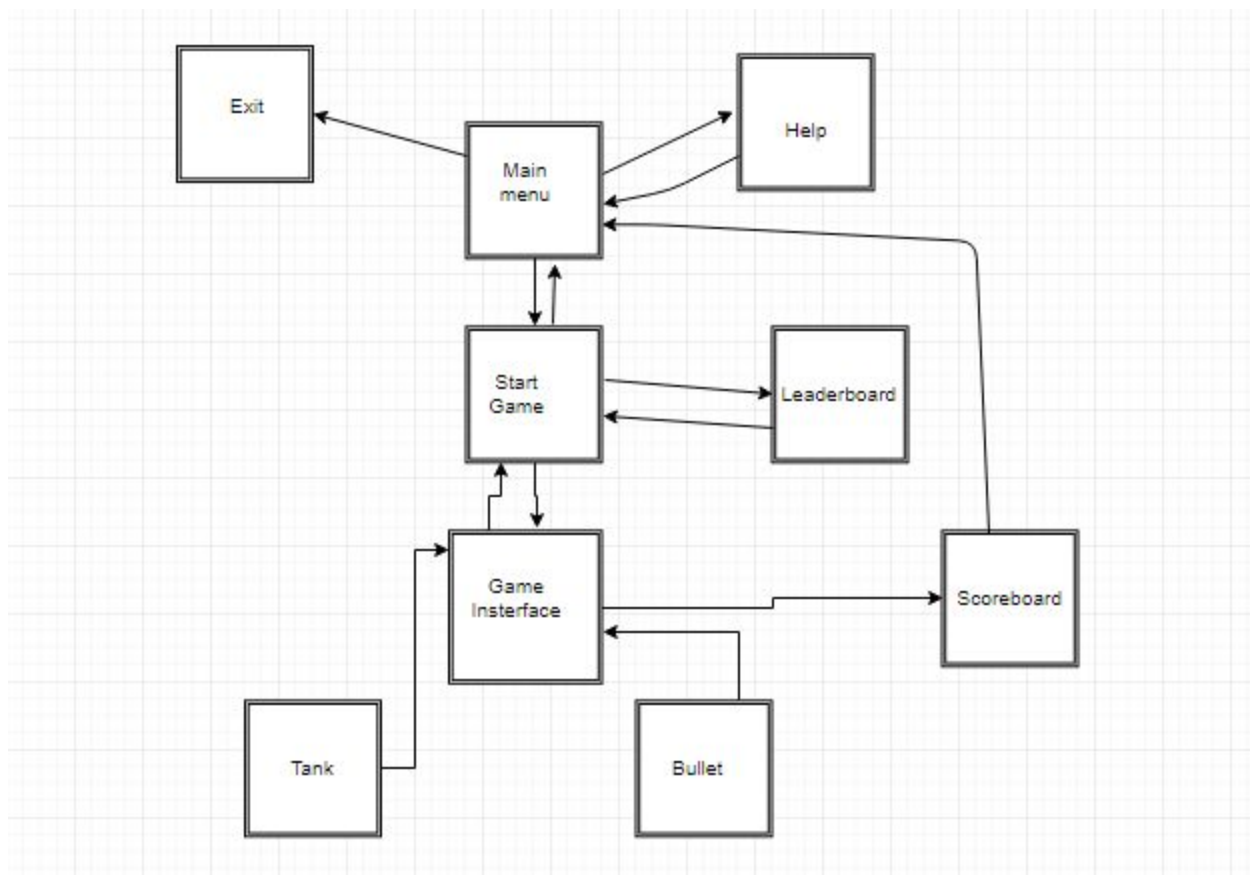 Exit
Help
Main
menu
Start
Game
Leaderboard
Game
Insterface
Scoreboard
Tank
Bullet